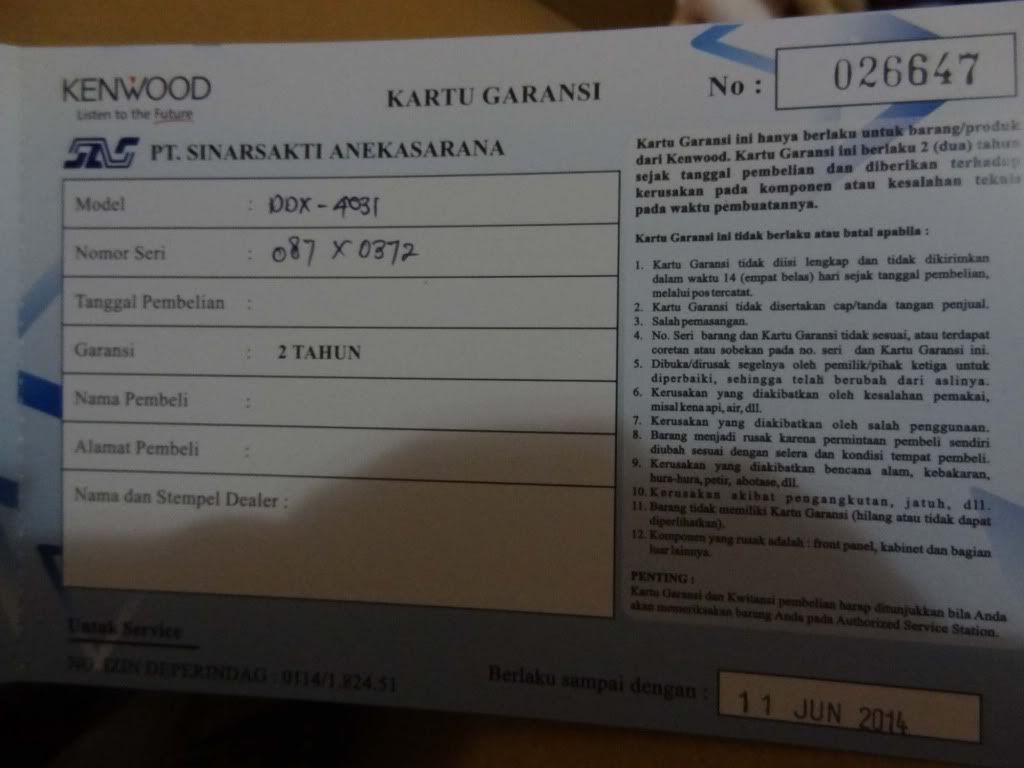 KENWOOD
Listen to the Future
KARTU GARANSI
No : 026647
SAS PT. SINARSAKTI ANEKASARANA
Model : DDX - 4031
Nomor Seri : 087 X 0372
Tanggal Pembelian :
Garansi : 2 TAHUN
Nama Pembeli :
Alamat Pembeli :
Nama dan Stempel Dealer :
Untuk Service
NO. IZIN DEPERINDAG : 0114/1.824.51
Kartu Garansi ini hanya berlaku untuk barang/produk
dari Kenwood. Kartu Garansi ini berlaku 2 (dua) tahun
sejak tanggal pembelian dan diberikan terhadap
kerusakan pada komponen atau kesalahan teknis
pada waktu pembuatannya.
Kartu Garansi ini tidak berlaku atau batal apabila :
1. Kartu Garansi tidak diisi lengkap dan tidak dikirimkan
dalam waktu 14 (empat belas) hari sejak tanggal pembelian,
melalui pos tercatat.
2. Kartu Garansi tidak disertakan cap/tanda tangan penjual.
3. Salah pemasangan.
4. No. Seri barang dan Kartu Garansi tidak sesuai, atau terdapat
coretan atau sobekan pada no. seri dan Kartu Garansi ini.
5. Dibuka/dirusak segelnya oleh pemilik/pihak ketiga untuk
diperbaiki, sehingga telah berubah dari aslinya.
6. Kerusakan yang diakibatkan oleh kesalahan pemakai,
misal kena api, air, dll.
7. Kerusakan yang diakibatkan oleh salah penggunaan.
8. Barang menjadi rusak karena permintaan pembeli sendiri
diubah sesuai dengan selera dan kondisi tempat pembeli.
9. Kerusakan yang diakibatkan bencana alam, kebakaran,
hura-hura, petir, abotase, dll.
10. Kerusakan akibat pengangkutan, jatuh, dll.
11. Barang tidak memiliki Kartu Garansi (hilang atau tidak dapat
diperlihatkan).
12. Komponen yang rusak adalah : front panel, kabinet dan bagian
luar lainnya.
PENTING :
Kartu Garansi dan Kwitansi pembelian harap ditunjukkan bila Anda
akan memeriksakan barang Anda pada Authorized Service Station.
Berlaku sampai dengan : 11 JUN 2014